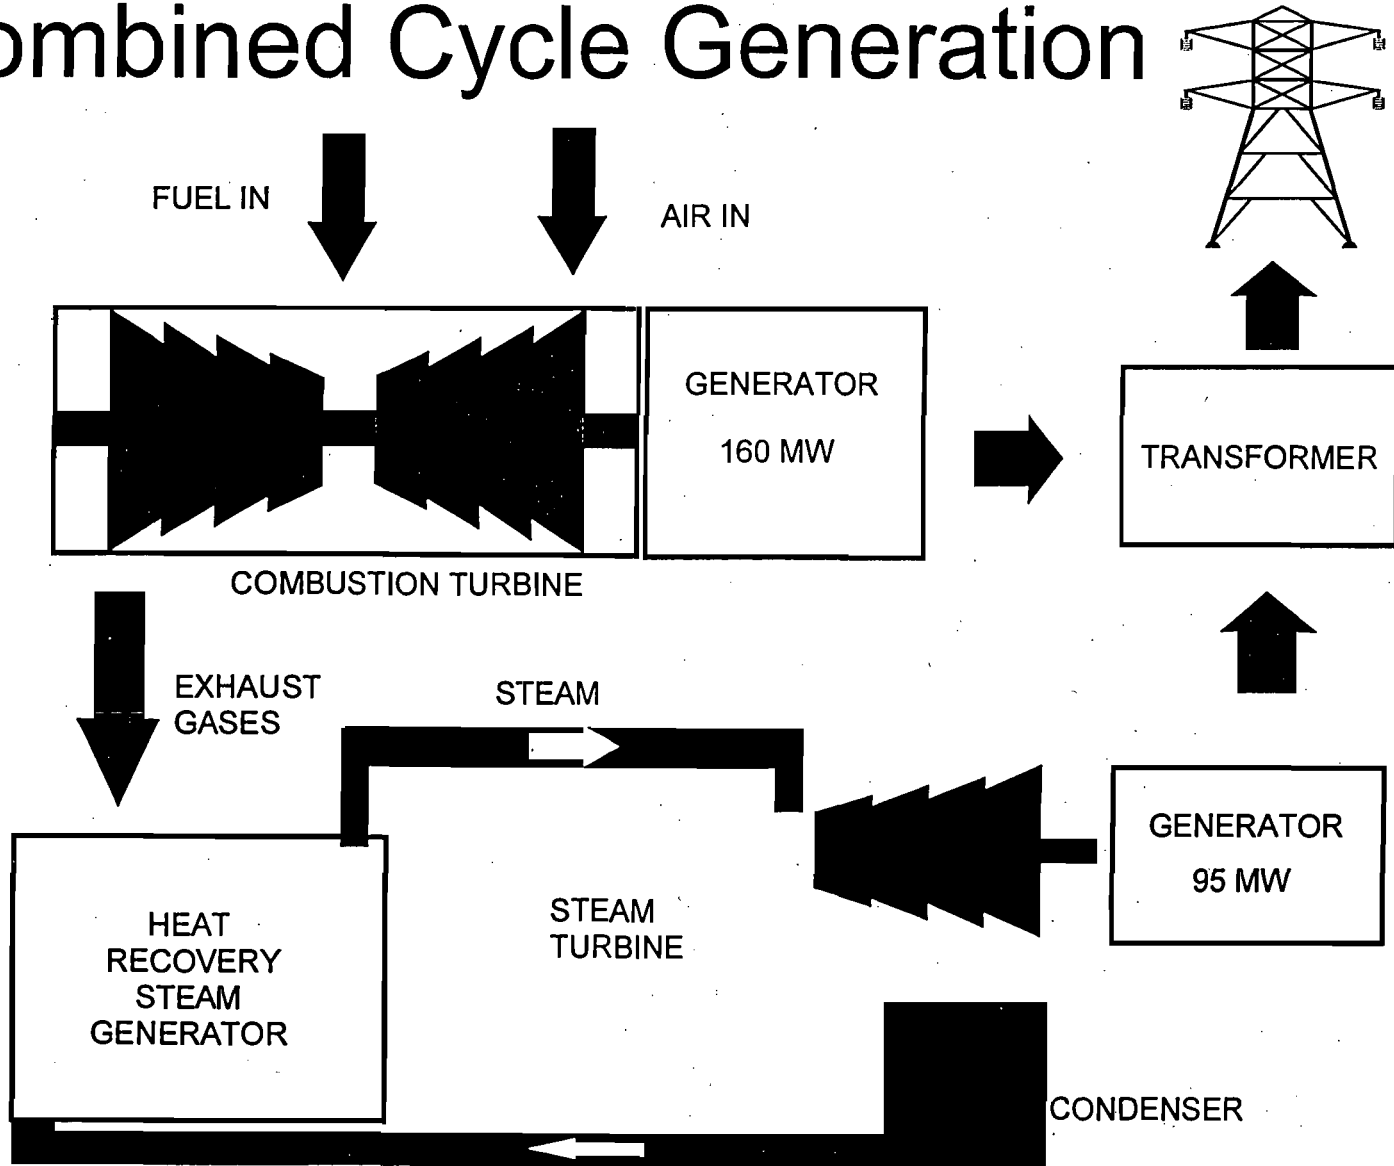 ombined Cycle Generation
FUEL IN
AIR IN
GENERATOR
160 MW
TRANSFORMER
COMBUSTION TURBINE
EXHAUST
GASES
STEAM
GENERATOR
95 MW
HEAT
RECOVERY
STEAM
GENERATOR
STEAM
TURBINE
CONDENSER